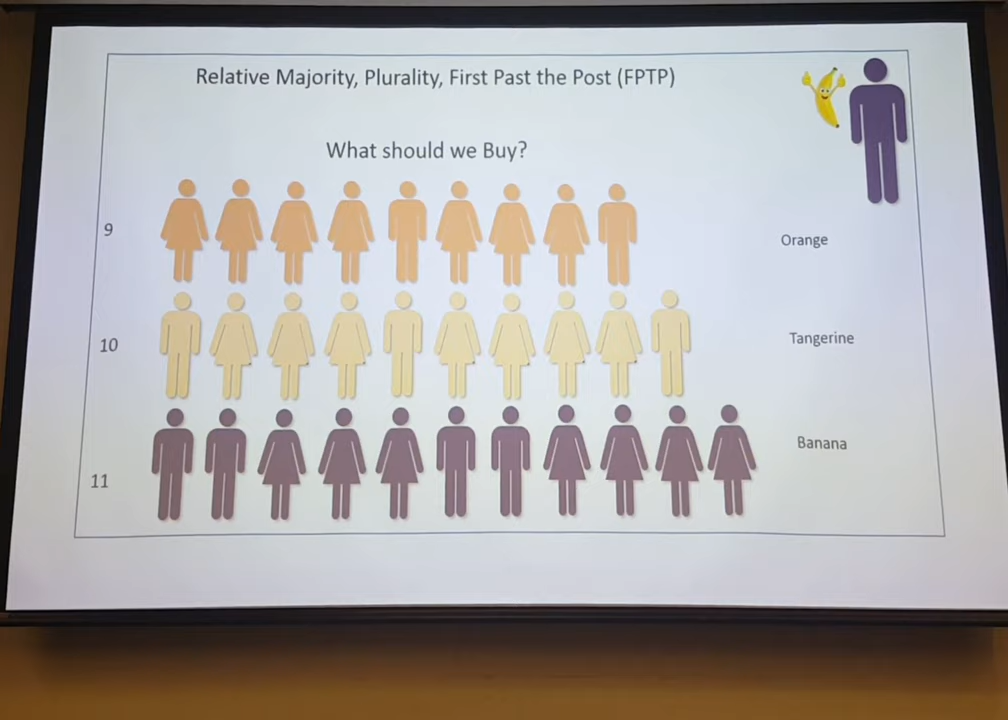 Relative Majority, Plurality, First Past the Post (FPTP)
What should we Buy?
9
Orange
10
Tangerine
Banana
11